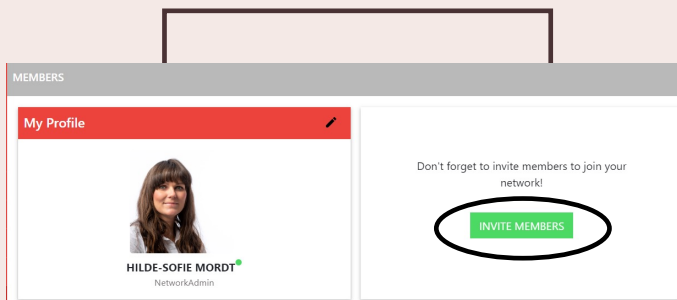 MEMBERS
My Profile
Don't forget to invite members to join your
network!
INVITE MEMBERS
HILDE-SOFIE MORDT
NetworkAdmin